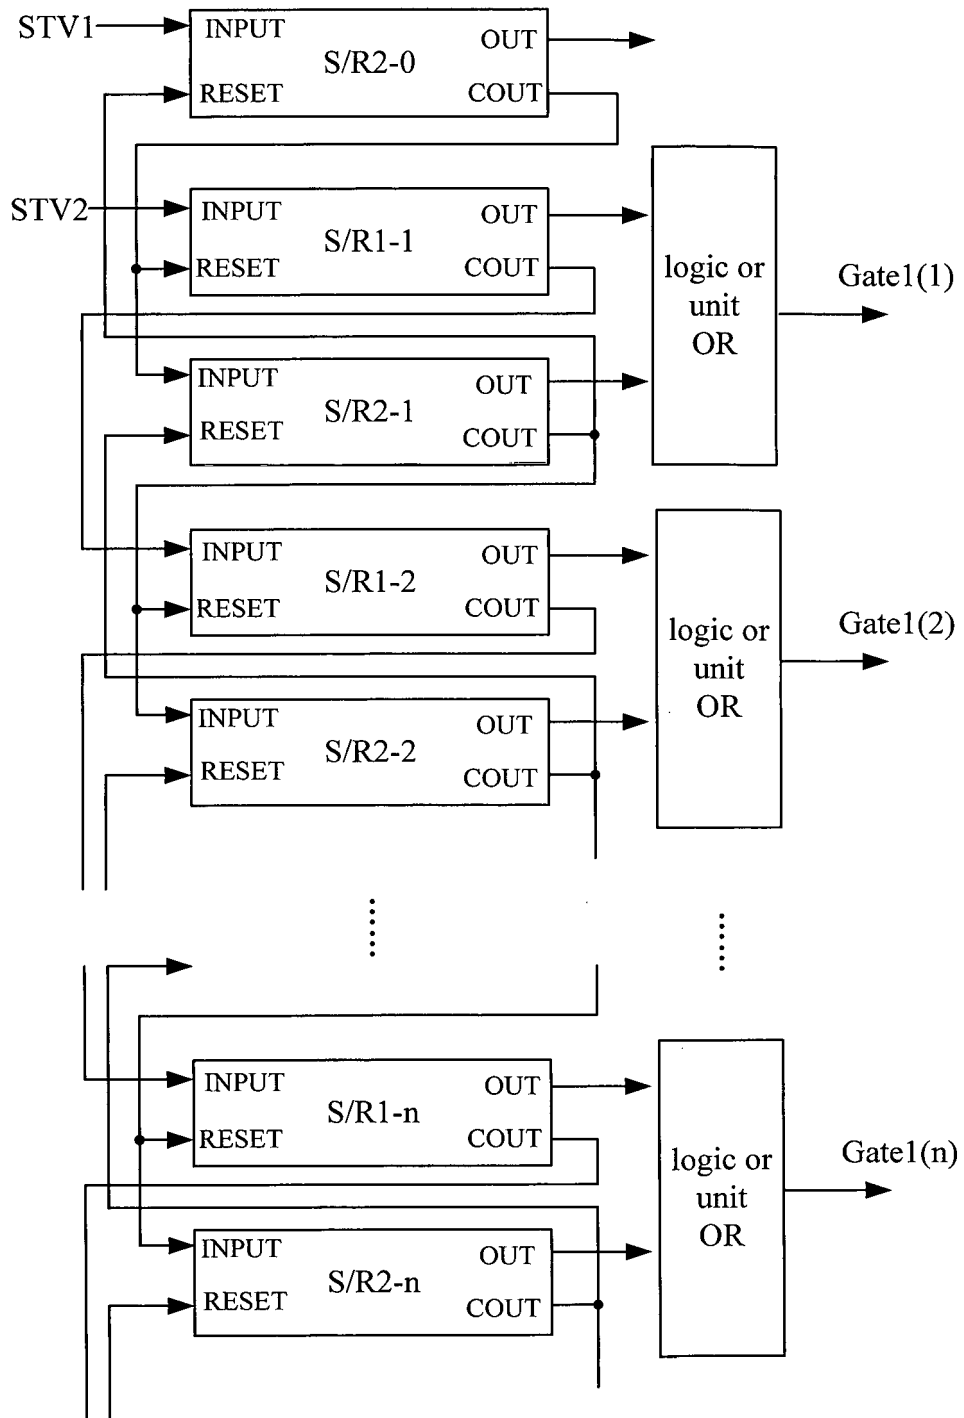 STV1
INPUT
OUT
S/R2-0
RESET
COUT
STV2
INPUT
OUT
S/R1-1
RESET
COUT
logic or
unit
OR
Gate1(1)
INPUT
OUT
S/R2-1
RESET
COUT
INPUT
OUT
S/R1-2
RESET
COUT
logic or
unit
OR
Gate1(2)
INPUT
OUT
S/R2-2
RESET
COUT
INPUT
OUT
S/R1-n
RESET
COUT
logic or
unit
OR
Gate1(n)
INPUT
OUT
S/R2-n
RESET
COUT